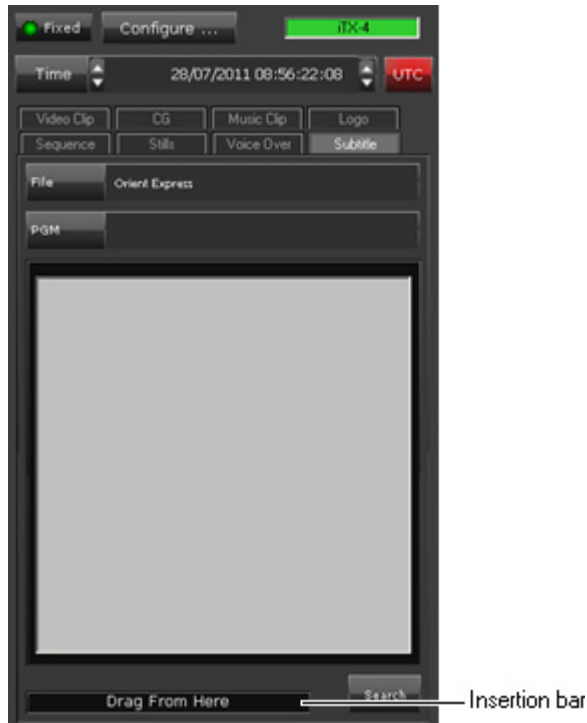 Fixed Configure ... iTX-4
Time 28/07/2011 08:56:22:08 UTC
Video Clip CG Music Clip Logo
Sequence Stills Voice Over Subtitle
File Orient Express
PGM
Search
Drag From Here Insertion bar